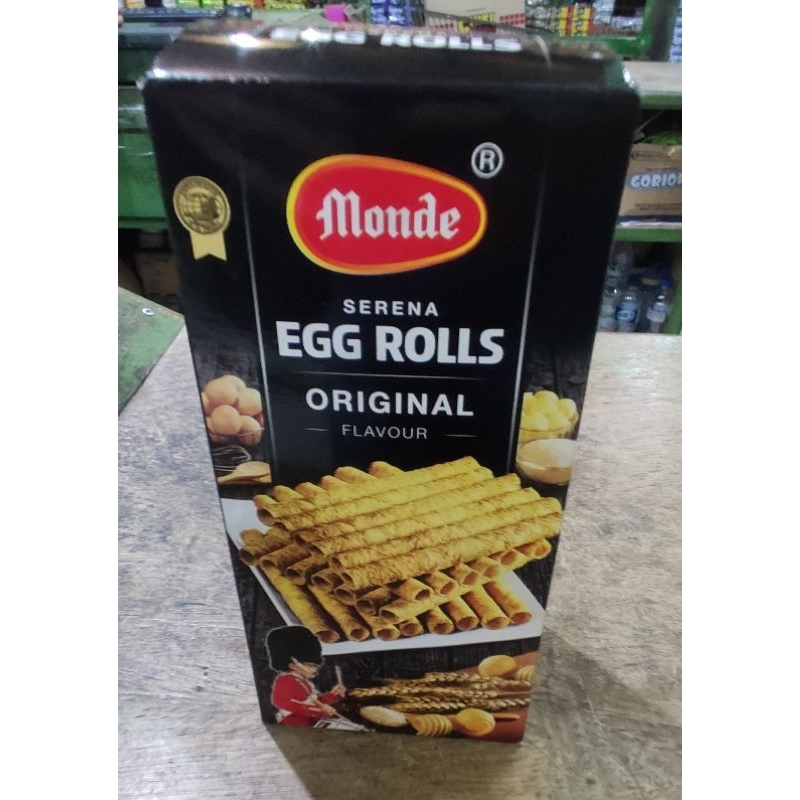 EGG ROLLS
®
Monde
SERENA
EGG ROLLS
ORIGINAL
FLAVOUR
GORIO